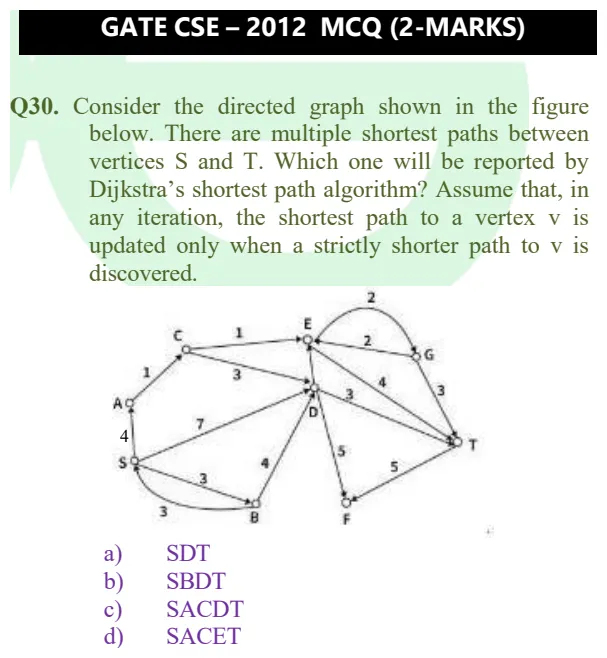 GATE CSE – 2012 MCQ (2-MARKS)
Q30. Consider the directed graph shown in the figure
below. There are multiple shortest paths between
vertices S and T. Which one will be reported by
Dijkstra’s shortest path algorithm? Assume that, in
any iteration, the shortest path to a vertex v is
updated only when a strictly shorter path to v is
discovered.
2
E
C
1
2
G
1
3
4
3
A
3
D
4
7
T
S
4
5
5
3
3
B
F
a) SDT
b) SBDT
c) SACDT
d) SACET